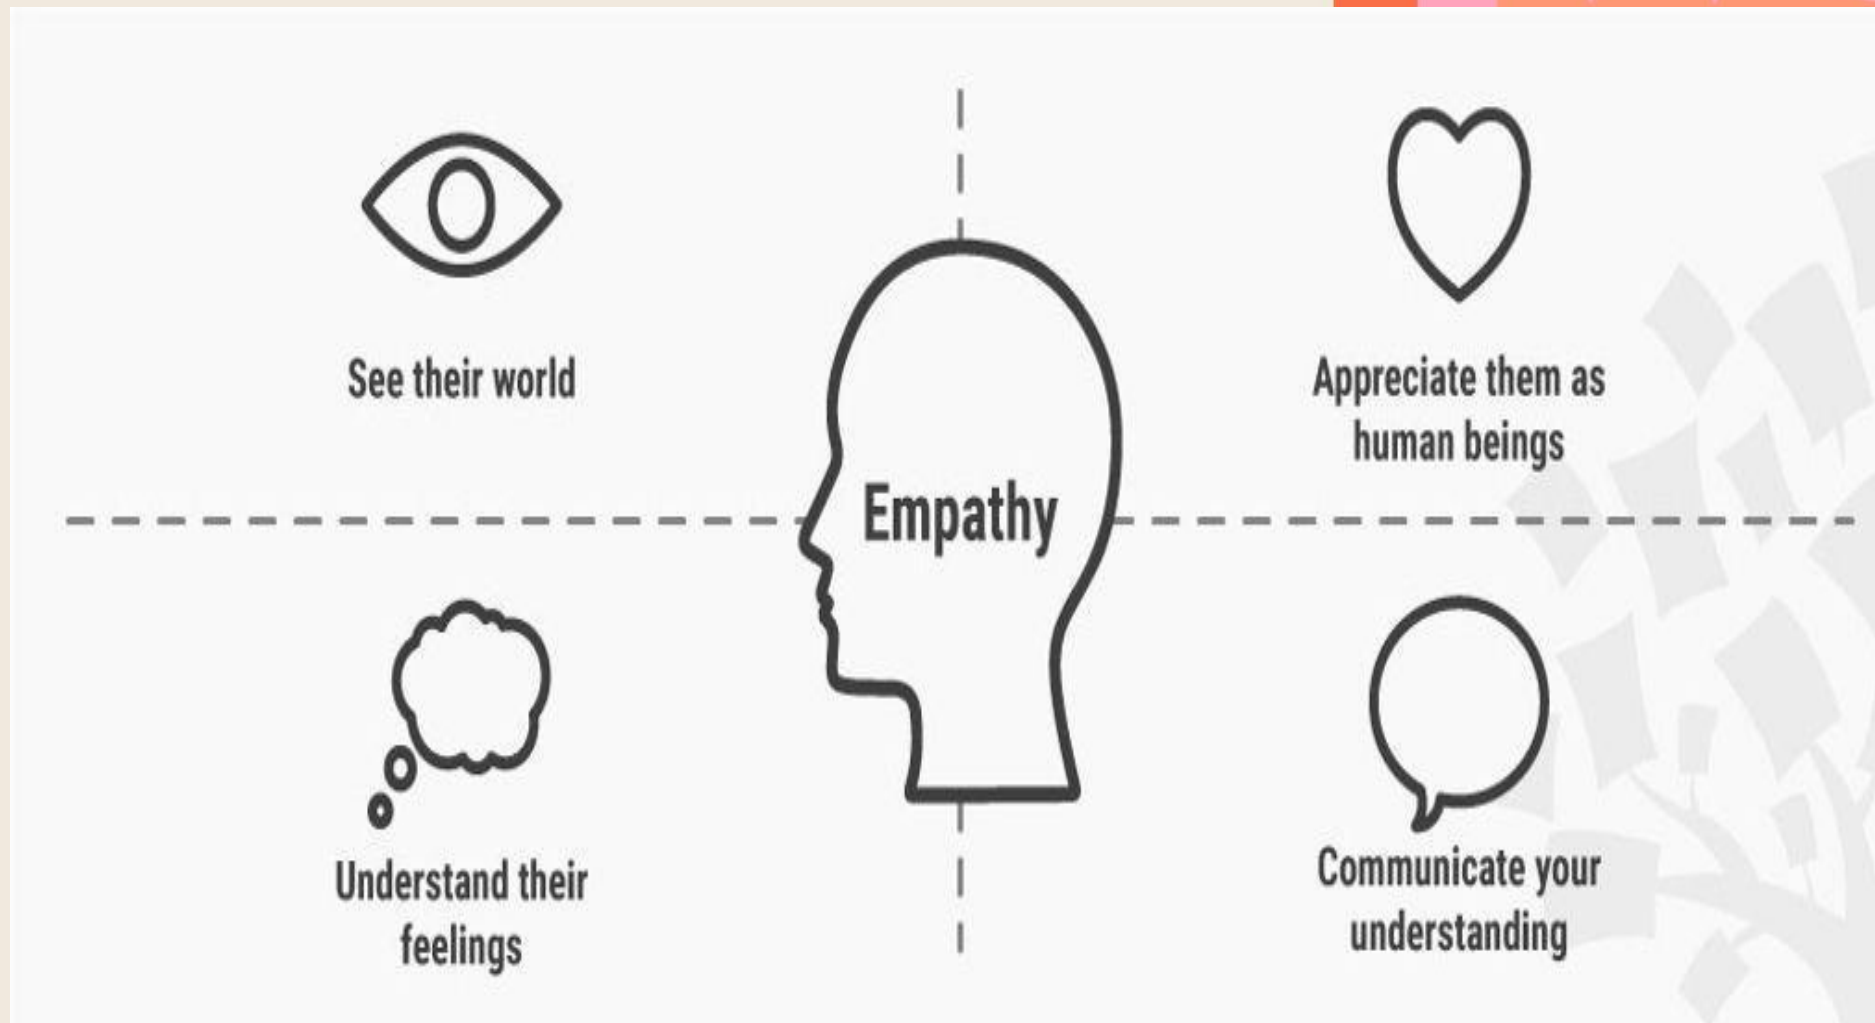 See their world
Appreciate them as
human beings
Empathy
Understand their
feelings
Communicate your
understanding